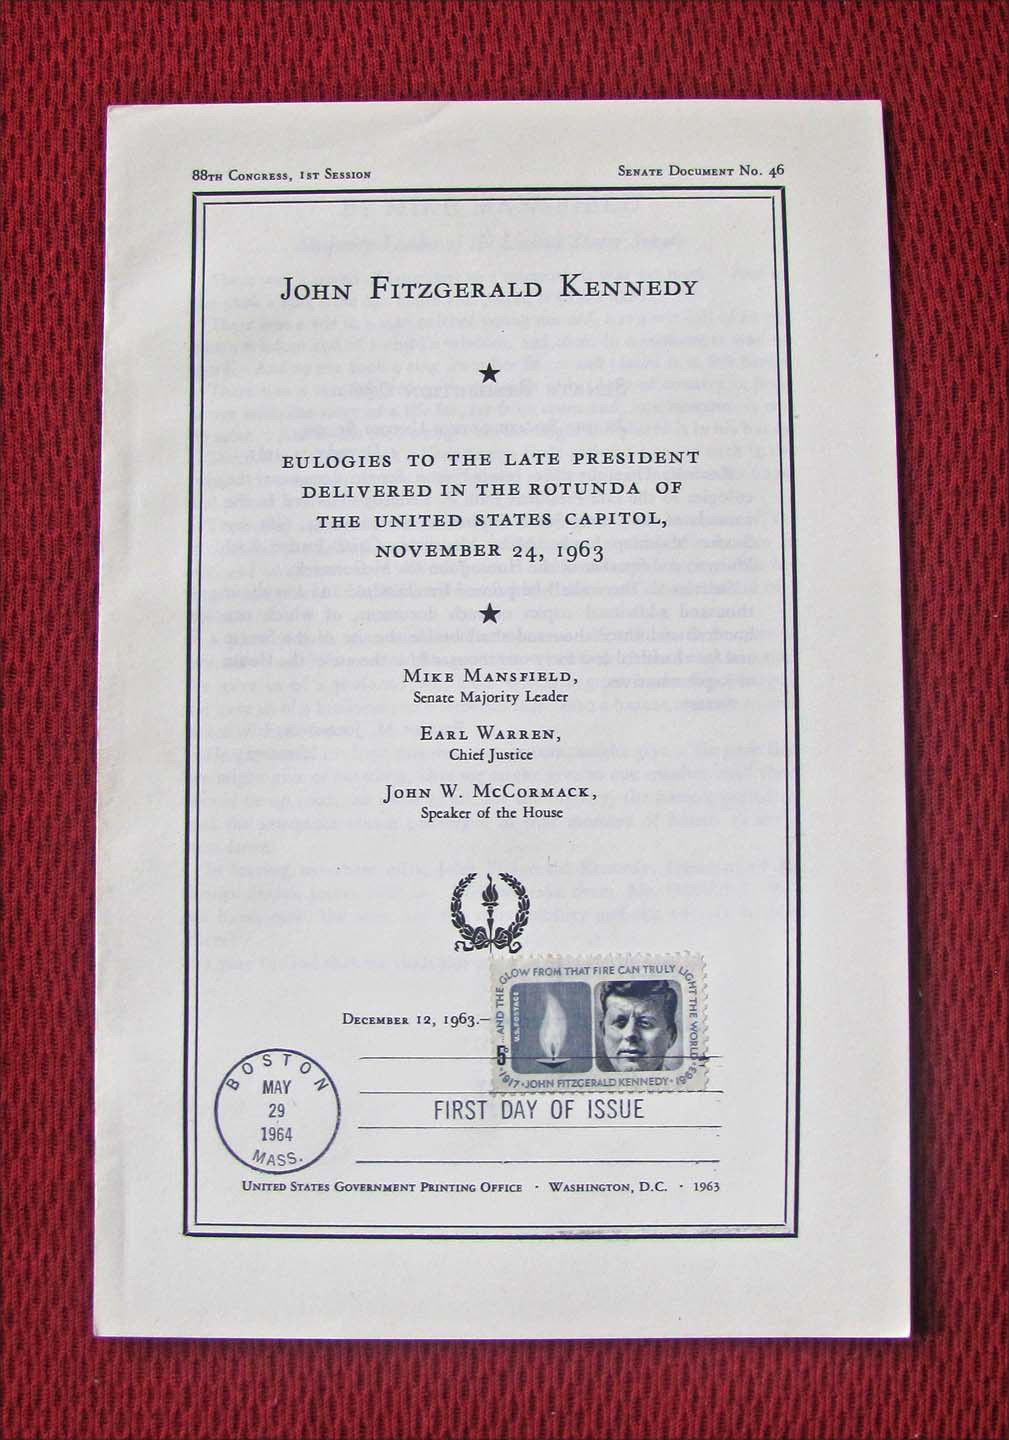 88TH CONGRESS, 1ST SESSION
SENATE DOCUMENT NO. 46
JOHN FITZGERALD KENNEDY
EULOGIES TO THE LATE PRESIDENT
DELIVERED IN THE ROTUNDA OF
THE UNITED STATES CAPITOL,
NOVEMBER 24, 1963
MIKE MANSFIELD,
Senate Majority Leader
EARL WARREN,
Chief Justice
JOHN W. MCCORMACK,
Speaker of the House
...AND THE GLOW FROM THAT FIRE CAN TRULY LIGHT THE WORLD
U.S. POSTAGE
5¢
1917·JOHN FITZGERALD KENNEDY·1963
DECEMBER 12, 1963.—
BOSTON
MAY
29
1964
MASS.
FIRST DAY OF ISSUE
UNITED STATES GOVERNMENT PRINTING OFFICE · WASHINGTON, D.C. · 1963